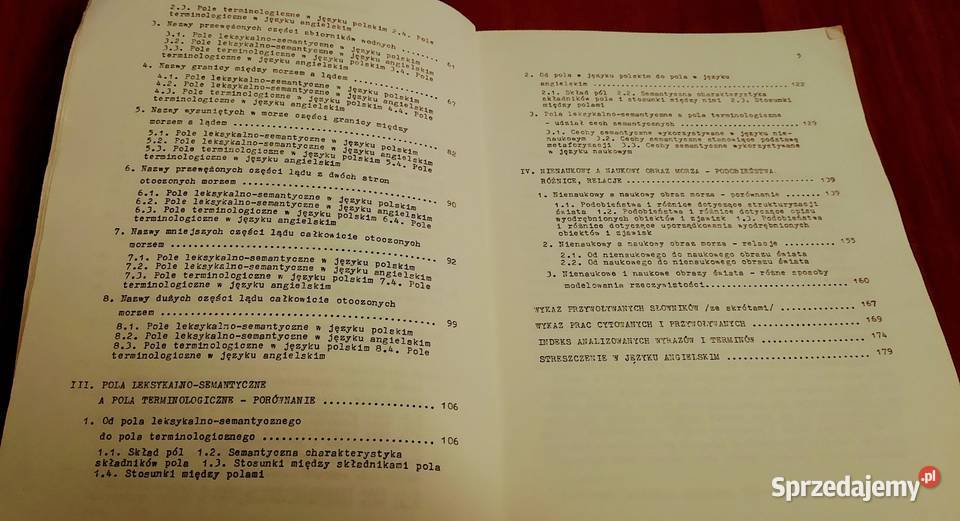 2.3. Pole terminologiczne w języku polskim 2.4. Pole
terminologiczne w języku angielskim
3. Nazwy przewężonych części zbiorników wodnych ..... 61
3.1. Pole leksykalno-semantyczne w języku polskim
3.2. Pole leksykalno-semantyczne w języku angielskim
3.3. Pole terminologiczne w języku polskim 3.4. Pole
terminologiczne w języku angielskim
4. Nazwy granicy między morzem a lądem .................. 67
4.1. Pole leksykalno-semantyczne w języku polskim
4.2. Pole leksykalno-semantyczne w języku angielskim
4.3. Pole terminologiczne w języku polskim 4.4. Pole
terminologiczne w języku angielskim
5. Nazwy wysuniętych w morze części granicy między
morzem a lądem ....................................... 82
5.1. Pole leksykalno-semantyczne w języku polskim
5.2. Pole leksykalno-semantyczne w języku angielskim
5.3. Pole terminologiczne w języku polskim 5.4. Pole
terminologiczne w języku angielskim
6. Nazwy przewężonych części lądu z dwóch stron
otoczonych morzem .................................... 90
6.1. Pole leksykalno-semantyczne w języku polskim
6.2. Pole leksykalno-semantyczne w języku angielskim
6.3. Pole terminologiczne w języku polskim 6.4. Pole
terminologiczne w języku angielskim
7. Nazwy mniejszych części lądu całkowicie otoczonych
morzem ............................................... 92
7.1. Pole leksykalno-semantyczne w języku polskim
7.2. Pole leksykalno-semantyczne w języku angielskim
7.3. Pole terminologiczne w języku polskim 7.4. Pole
terminologiczne w języku angielskim
8. Nazwy dużych części lądu całkowicie otoczonych
morzem ............................................... 99
8.1. Pole leksykalno-semantyczne w języku polskim
8.2. Pole leksykalno-semantyczne w języku angielskim
8.3. Pole terminologiczne w języku polskim 8.4. Pole
terminologiczne w języku angielskim
III. POLA LEKSYKALNO-SEMANTYCZNE
A POLA TERMINOLOGICZNE - PORÓWNANIE .................. 106
1. Od pola leksykalno-semantycznego
do pola terminologicznego ............................ 106
1.1. Skład pól 1.2. Semantyczna charakterystyka
składników pola 1.3. Stosunki między składnikami pola
1.4. Stosunki między polami
5
2. Od pola w języku polskim do pola w języku
angielskim ........................................... 122
2.1. Skład pól 2.2. Semantyczna charakterystyka
składników pola i stosunki między nimi 2.3. Stosunki
między polami
3. Pola leksykalno-semantyczne a pola terminologiczne
- udział cech semantycznych .......................... 129
3.1. Cechy semantyczne wykorzystywane w języku nie-
naukowym 3.2. Cechy semantyczne stanowiące podstawę
metaforyzacji 3.3. Cechy semantyczne wykorzystywane
w języku naukowym
IV. NIENAUKOWY A NAUKOWY OBRAZ MORZA - PODOBIEŃSTWA,
RÓŻNICE, RELACJE ..................................... 139
1. Nienaukowy a naukowy obraz morza - porównanie ..... 139
1.1. Podobieństwa i różnice dotyczące strukturyzacji
świata 1.2. Podobieństwa i różnice dotyczące opisu
wyodrębnionych obiektów i zjawisk 1.3. Podobieństwa
i różnice dotyczące uporządkowania wyodrębnionych
obiektów i zjawisk
2. Nienaukowy a naukowy obraz morza - relacje ........ 155
2.1. Od nienaukowego do naukowego obrazu świata
2.2. Od naukowego do nienaukowego obrazu świata
3. Nienaukowe i naukowe obrazy świata - różne sposoby
modelowania rzeczywistości............................ 160
WYKAZ PRZYWOŁYWANYCH SŁOWNIKÓW /ze skrótami/ ......... 167
WYKAZ PRAC CYTOWANYCH I PRZYWOŁYWANYCH ............... 169
INDEKS ANALIZOWANYCH WYRAZÓW I TERMINÓW .............. 174
STRESZCZENIE W JĘZYKU ANGIELSKIM ..................... 179
Sprzedajemy.pl